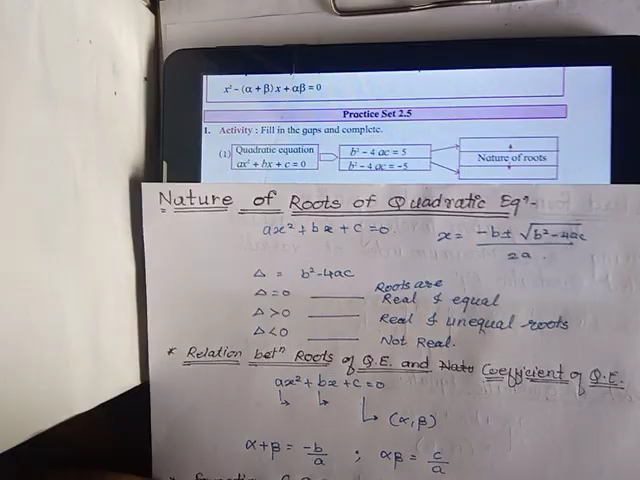 x² - (α + β) x + αβ = 0
Practice Set 2.5
1. Activity : Fill in the gaps and complete.
(1) Quadratic equation
ax² + bx + c = 0
b² - 4ac = 5
b² - 4ac = -5
Nature of roots
Nature of Roots of Quadratic Eqⁿ-
ax² + bx + c = 0. x = -b ± √b²-4ac / 2a .
Δ = b²-4ac
Roots are
Δ = 0 ______ Real & equal
Δ > 0 ______ Real & unequal roots
Δ < 0 ______ Not Real.
* Relation betⁿ Roots of Q.E. and Coefficient of Q.E.
ax² + bx + c = 0
(α, β)
α+β = -b/a ; αβ = c/a